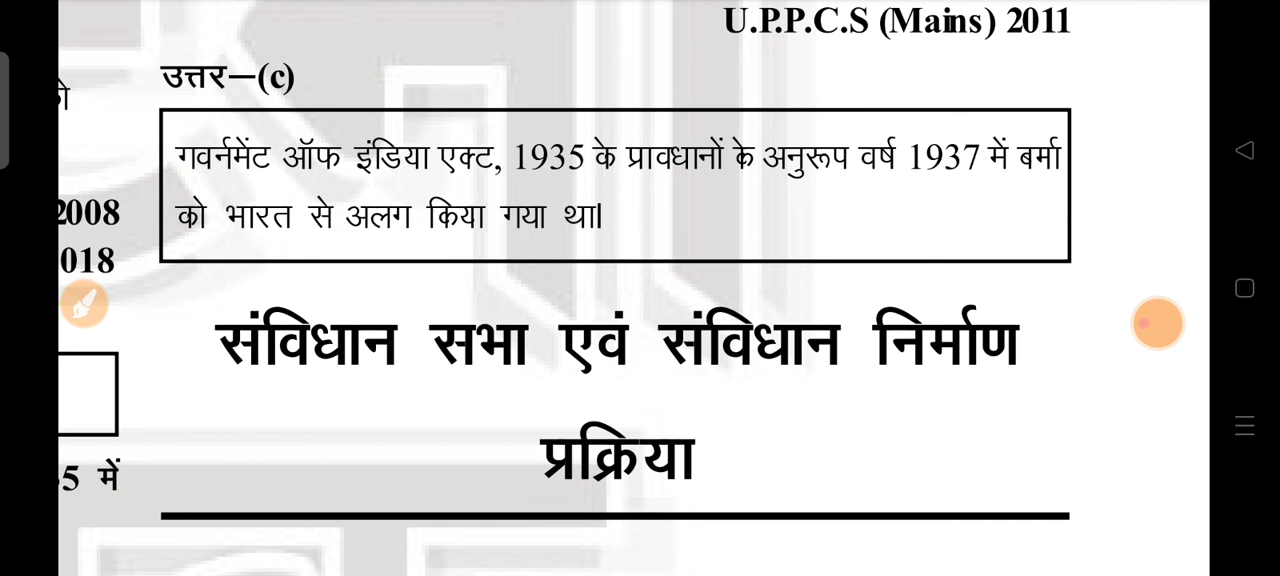 U.P.P.C.S (Mains) 2011
उत्तर–(c)
गवर्नमेंट ऑफ इंडिया एक्ट, 1935 के प्रावधानों के अनुरूप वर्ष 1937 में बर्मा
को भारत से अलग किया गया था।
2008
018
संविधान सभा एवं संविधान निर्माण
प्रक्रिया
5 में